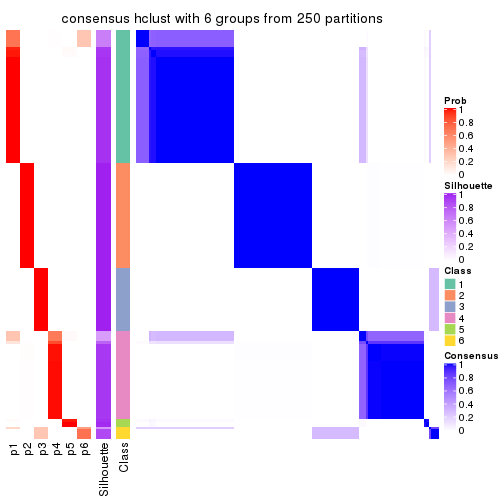 consensus hclust with 6 groups from 250 partitions
Prob
1
0.8
0.6
0.4
0.2
0
Silhouette
1
0.8
0.6
0.4
0.2
0
Class
1
2
3
4
5
6
Consensus
1
0.8
0.6
0.4
0.2
0
p1
p2
p3
p4
p5
p6
Silhouette
Class